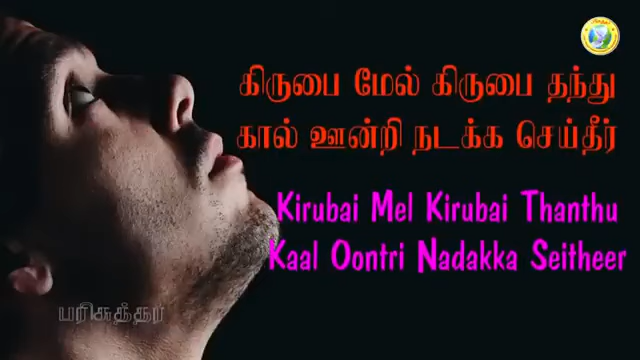 கிருபை மேல் கிருபை தந்து
கால் ஊன்றி நடக்க செய்தீர்
Kirubai Mel Kirubai Thanthu
Kaal Oontri Nadakka Seitheer
பரிசுத்தர்